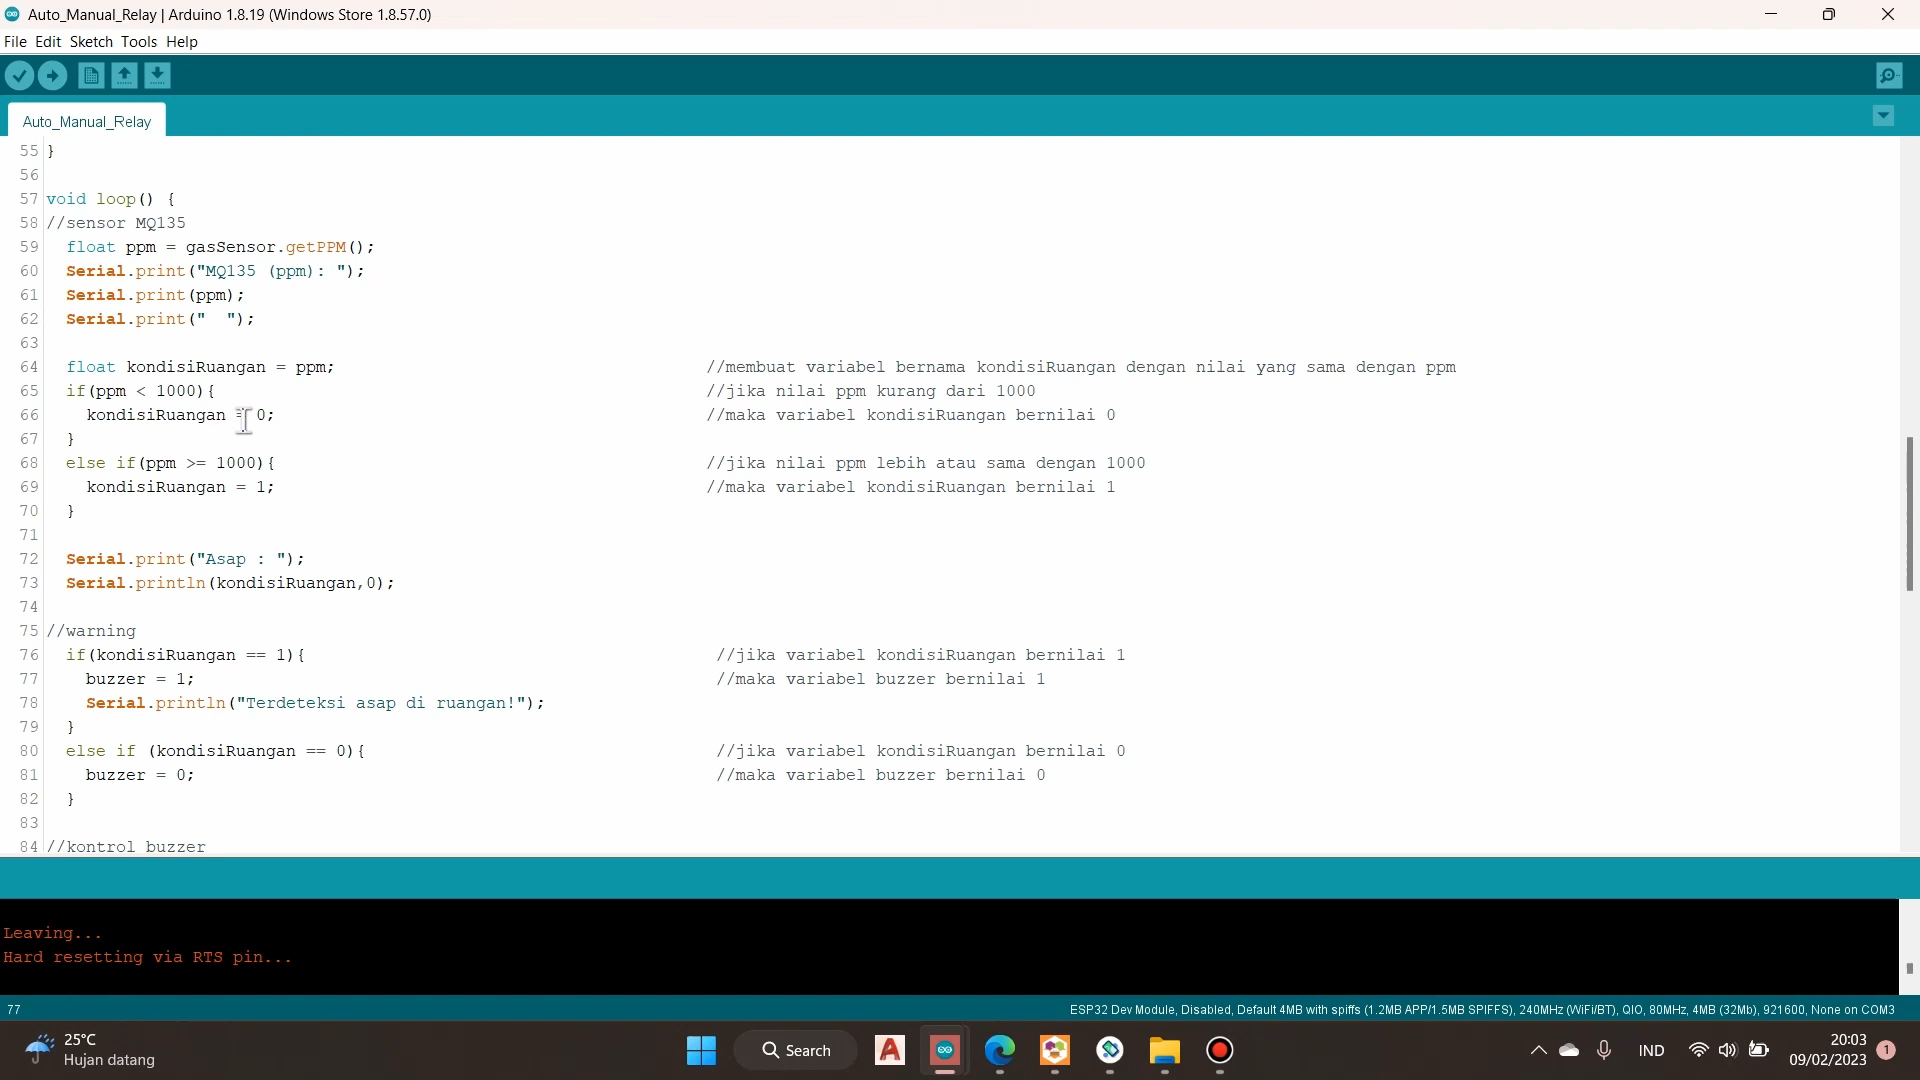 Auto_Manual_Relay | Arduino 1.8.19 (Windows Store 1.8.57.0)
File Edit Sketch Tools Help
Auto_Manual_Relay
55 }
56
57 void loop() {
58 //sensor MQ135
59 float ppm = gasSensor.getPPM();
60 Serial.print("MQ135 (ppm): ");
61 Serial.print(ppm);
62 Serial.print("  ");
63
64 float kondisiRuangan = ppm; //membuat variabel bernama kondisiRuangan dengan nilai yang sama dengan ppm
65 if(ppm < 1000){ //jika nilai ppm kurang dari 1000
66 kondisiRuangan = 0; //maka variabel kondisiRuangan bernilai 0
67 }
68 else if(ppm >= 1000){ //jika nilai ppm lebih atau sama dengan 1000
69 kondisiRuangan = 1; //maka variabel kondisiRuangan bernilai 1
70 }
71
72 Serial.print("Asap : ");
73 Serial.println(kondisiRuangan,0);
74
75 //warning
76 if(kondisiRuangan == 1){ //jika variabel kondisiRuangan bernilai 1
77 buzzer = 1; //maka variabel buzzer bernilai 1
78 Serial.println("Terdeteksi asap di ruangan!");
79 }
80 else if (kondisiRuangan == 0){ //jika variabel kondisiRuangan bernilai 0
81 buzzer = 0; //maka variabel buzzer bernilai 0
82 }
83
84 //kontrol buzzer
Leaving...
Hard resetting via RTS pin...
77 ESP32 Dev Module, Disabled, Default 4MB with spiffs (1.2MB APP/1.5MB SPIFFS), 240MHz (WiFi/BT), QIO, 80MHz, 4MB (32Mb), 921600, None on COM3
25°C
Hujan datang
Search
IND
20:03
09/02/2023
1